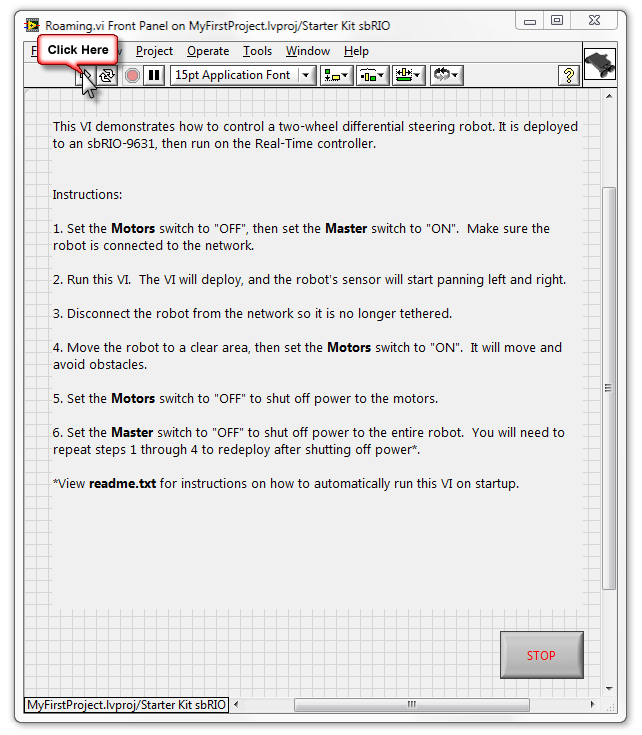 Roaming.vi Front Panel on MyFirstProject.lvproj/Starter Kit sbRIO
Click Here
Project Operate Tools Window Help
15pt Application Font
?
This VI demonstrates how to control a two-wheel differential steering robot. It is deployed
to an sbRIO-9631, then run on the Real-Time controller.
Instructions:
1. Set the Motors switch to "OFF", then set the Master switch to "ON".  Make sure the
robot is connected to the network.
2. Run this VI.  The VI will deploy, and the robot's sensor will start panning left and right.
3. Disconnect the robot from the network so it is no longer tethered.
4. Move the robot to a clear area, then set the Motors switch to "ON".  It will move and
avoid obstacles.
5. Set the Motors switch to "OFF" to shut off power to the motors.
6. Set the Master switch to "OFF" to shut off power to the entire robot.  You will need to
repeat steps 1 through 4 to redeploy after shutting off power*.
*View readme.txt for instructions on how to automatically run this VI on startup.
STOP
MyFirstProject.lvproj/Starter Kit sbRIO